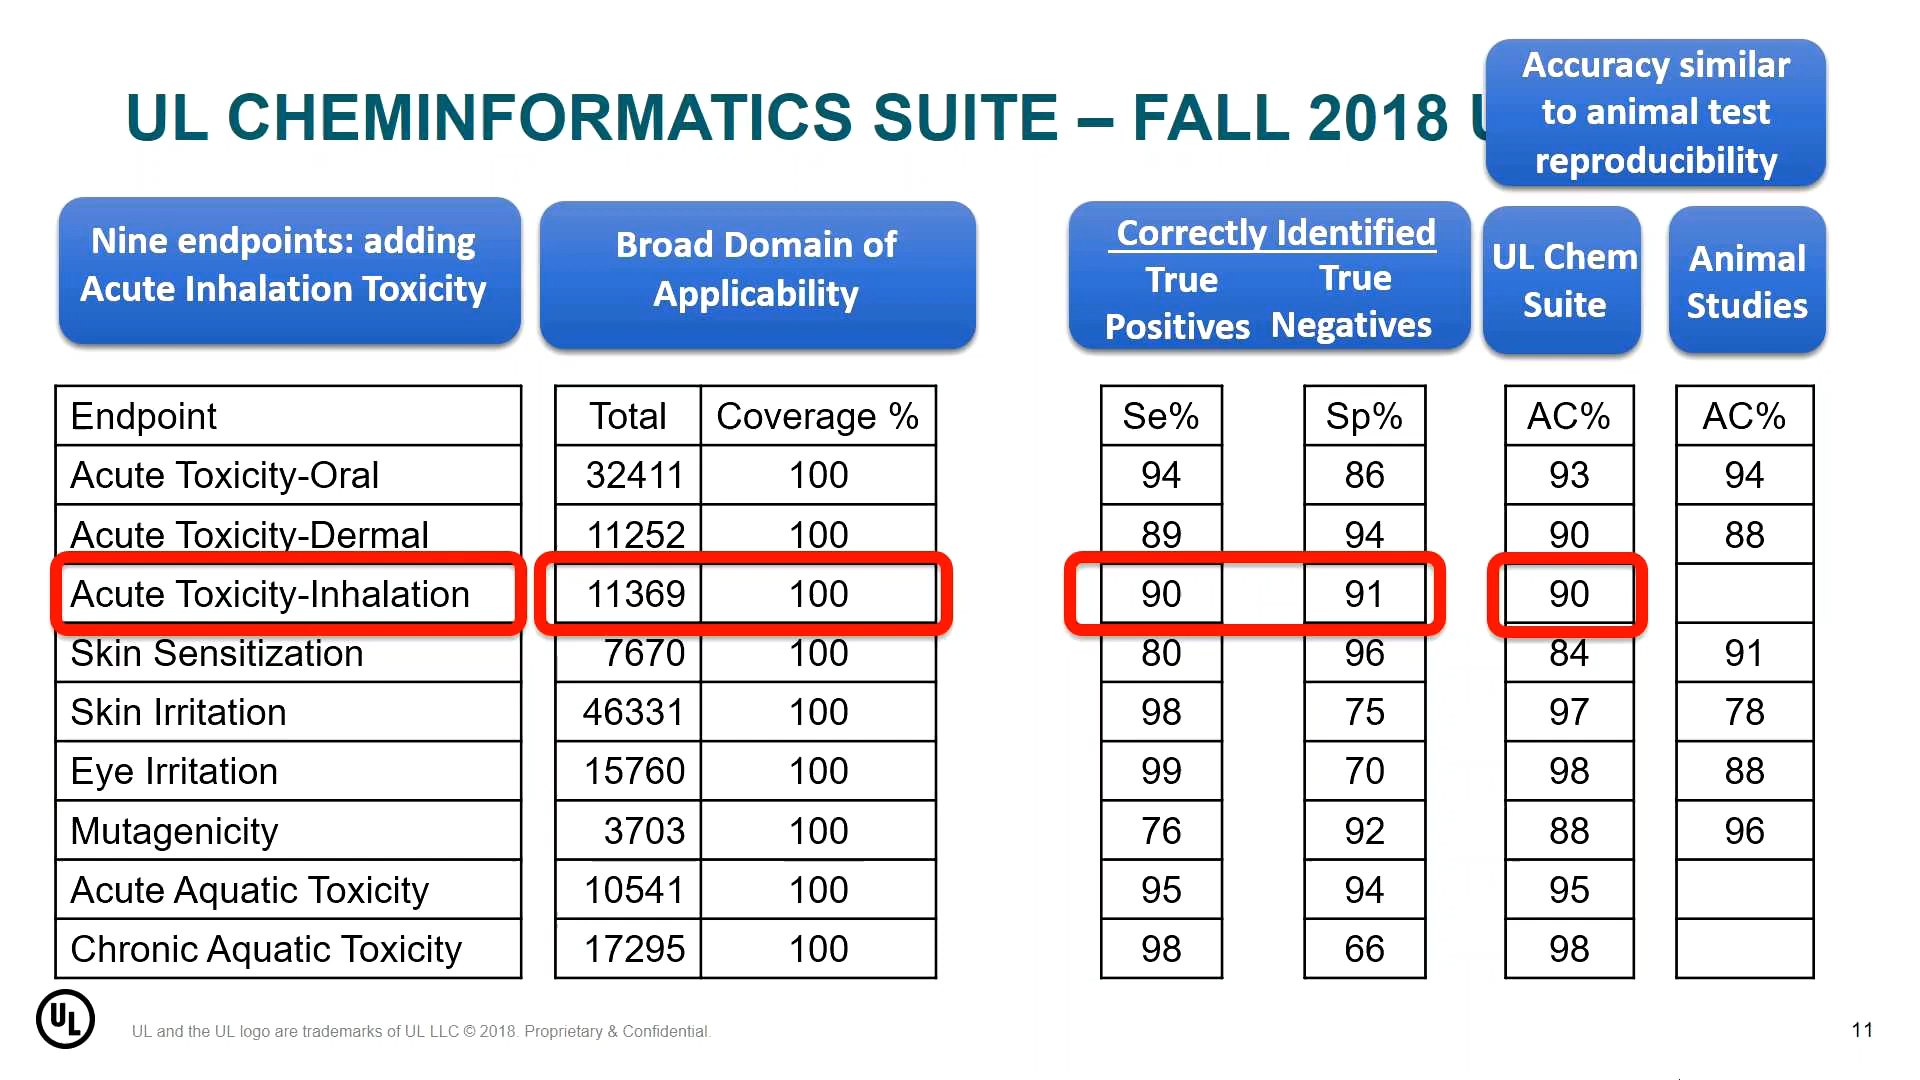 Accuracy similar
to animal test
reproducibility
UL CHEMINFORMATICS SUITE – FALL 2018
Nine endpoints: adding
Acute Inhalation Toxicity
Broad Domain of
Applicability
Correctly Identified
True Positives
True Negatives
UL Chem
Suite
Animal
Studies
Endpoint Total Coverage % Se% Sp% AC% AC%
Acute Toxicity-Oral 32411 100 94 86 93 94
Acute Toxicity-Dermal 11252 100 89 94 90 88
Acute Toxicity-Inhalation 11369 100 90 91 90
Skin Sensitization 7670 100 80 96 84 91
Skin Irritation 46331 100 98 75 97 78
Eye Irritation 15760 100 99 70 98 88
Mutagenicity 3703 100 76 92 88 96
Acute Aquatic Toxicity 10541 100 95 94 95
Chronic Aquatic Toxicity 17295 100 98 66 98
UL
UL and the UL logo are trademarks of UL LLC © 2018. Proprietary & Confidential.
11